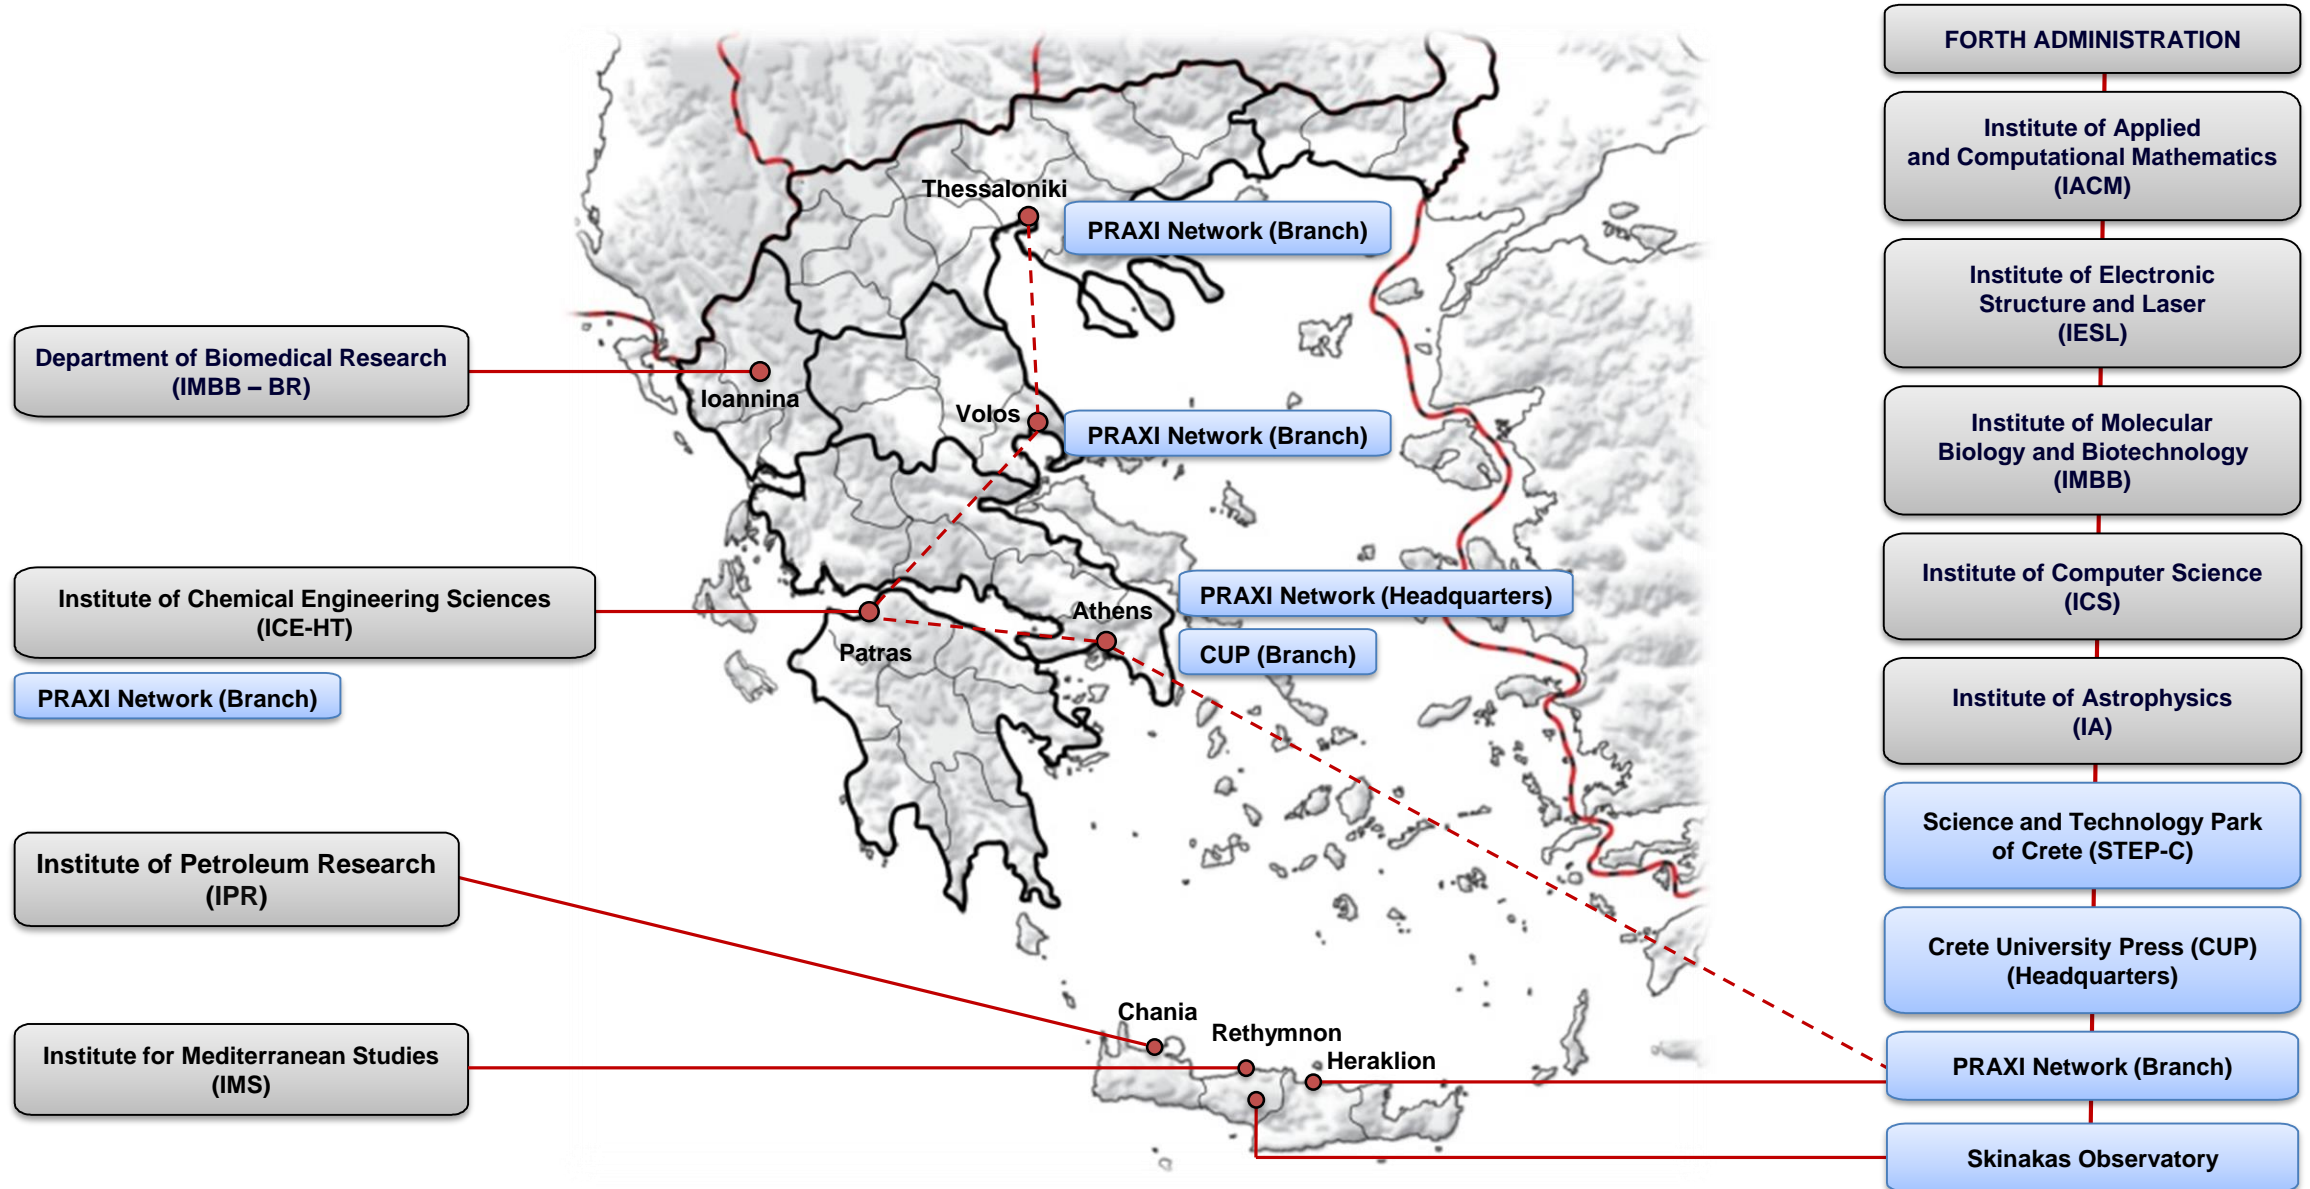 FORTH ADMINISTRATION
Institute of Applied
and Computational Mathematics
(IACM)
Institute of Electronic
Structure and Laser
(IESL)
Institute of Molecular
Biology and Biotechnology
(IMBB)
Institute of Computer Science
(ICS)
Institute of Astrophysics
(IA)
Science and Technology Park
of Crete (STEP-C)
Crete University Press (CUP)
(Headquarters)
PRAXI Network (Branch)
Skinakas Observatory
Thessaloniki
PRAXI Network (Branch)
Department of Biomedical Research
(IMBB – BR)
Ioannina
Volos
PRAXI Network (Branch)
Institute of Chemical Engineering Sciences
(ICE-HT)
PRAXI Network (Branch)
Patras
Athens
PRAXI Network (Headquarters)
CUP (Branch)
Institute of Petroleum Research
(IPR)
Chania
Institute for Mediterranean Studies
(IMS)
Rethymnon
Heraklion